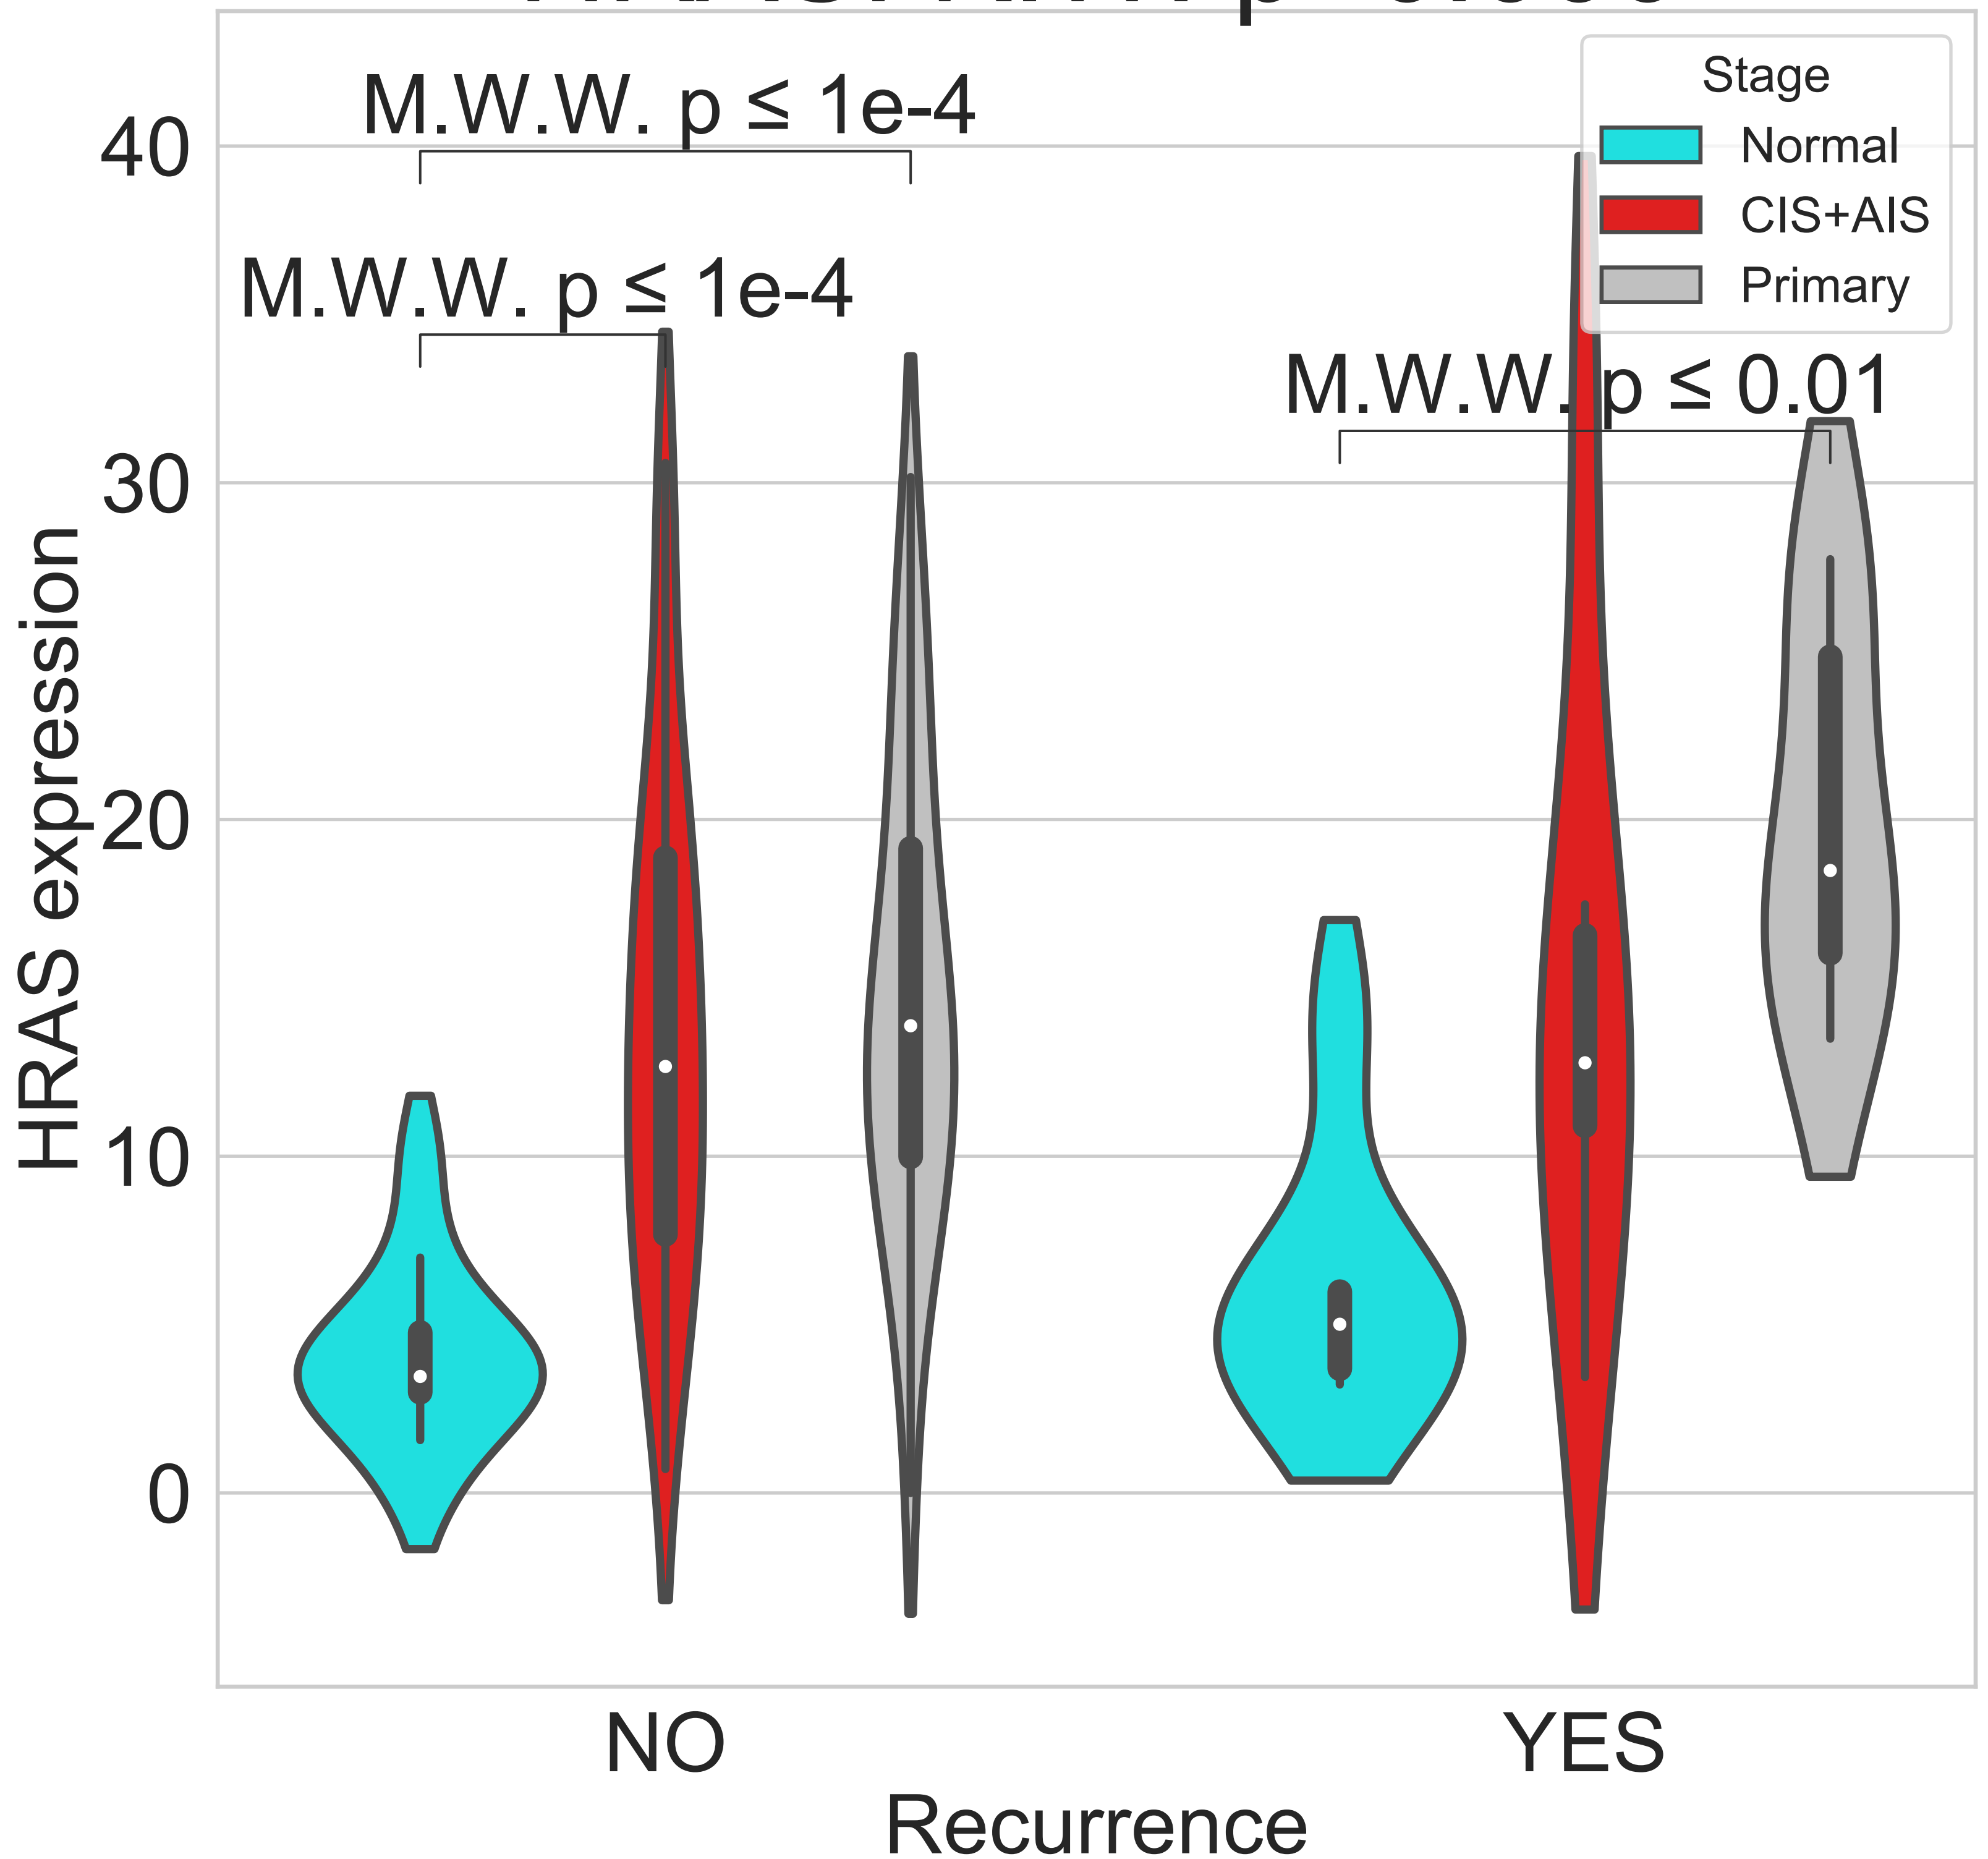 M.W.W. p ≤ 1e-4
M.W.W. p ≤ 1e-4
M.W.W. p ≤ 0.01
Stage
Normal
CIS+AIS
Primary
HRAS expression
40
30
20
10
0
NO
YES
Recurrence